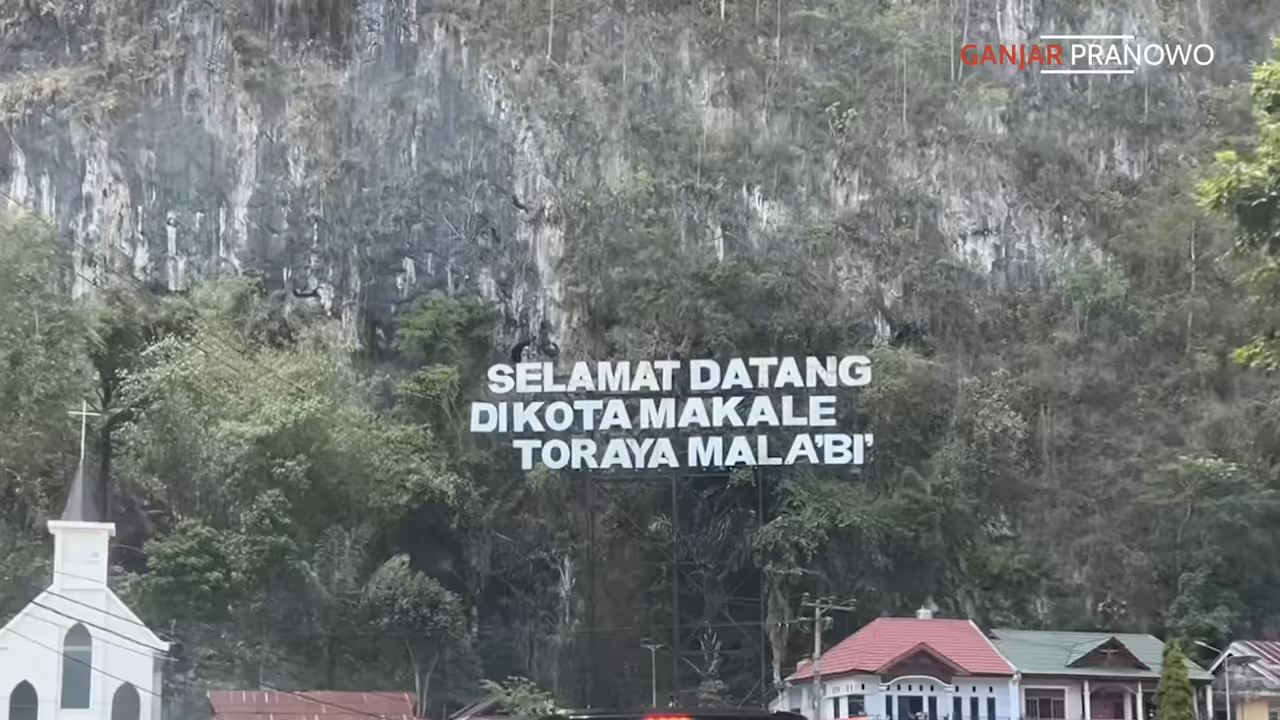 GANJAR PRANOWO
SELAMAT DATANG
DI KOTA MAKALE
TORAYA MALA'BI'